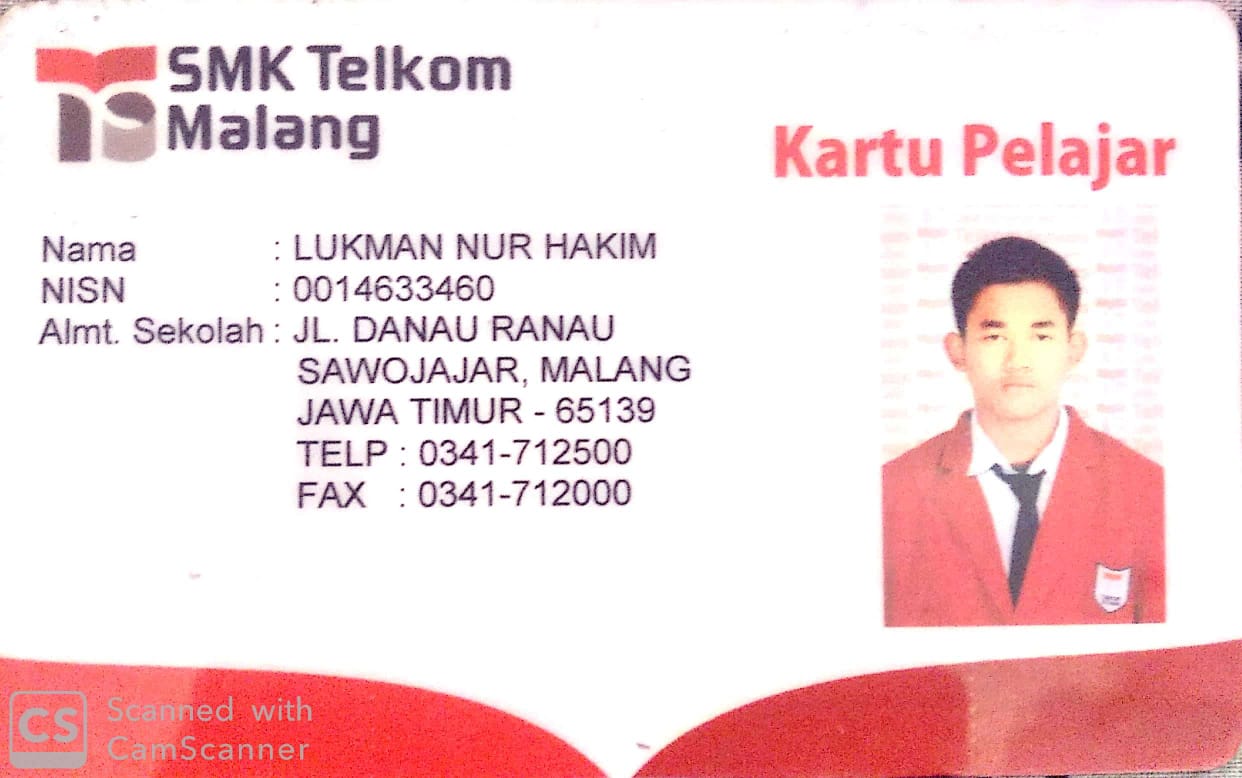 SMK Telkom
Malang
Kartu Pelajar
Nama : LUKMAN NUR HAKIM
NISN : 0014633460
Almt. Sekolah : JL. DANAU RANAU
SAWOJAJAR, MALANG
JAWA TIMUR - 65139
TELP : 0341-712500
FAX : 0341-712000
CS Scanned with
CamScanner